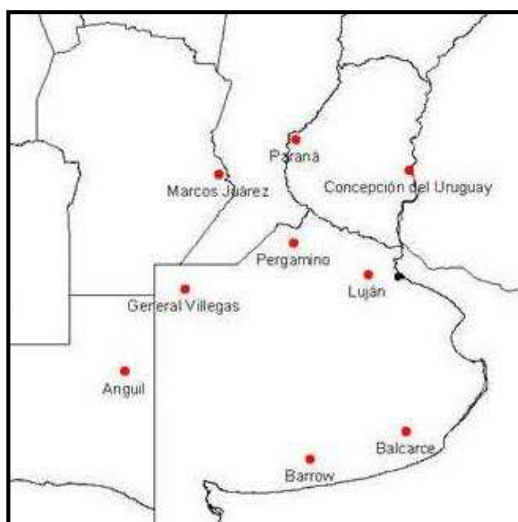 Paraná
Marcos Juárez
Concepción del Uruguay
Pergamino
Luján
General Villegas
Anguil
Balcarce
Barrow